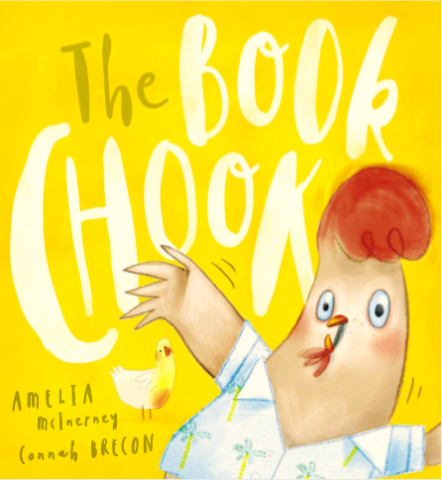 The BOOK
CHOOK
AMELIA
McInerney
Connah BRECON